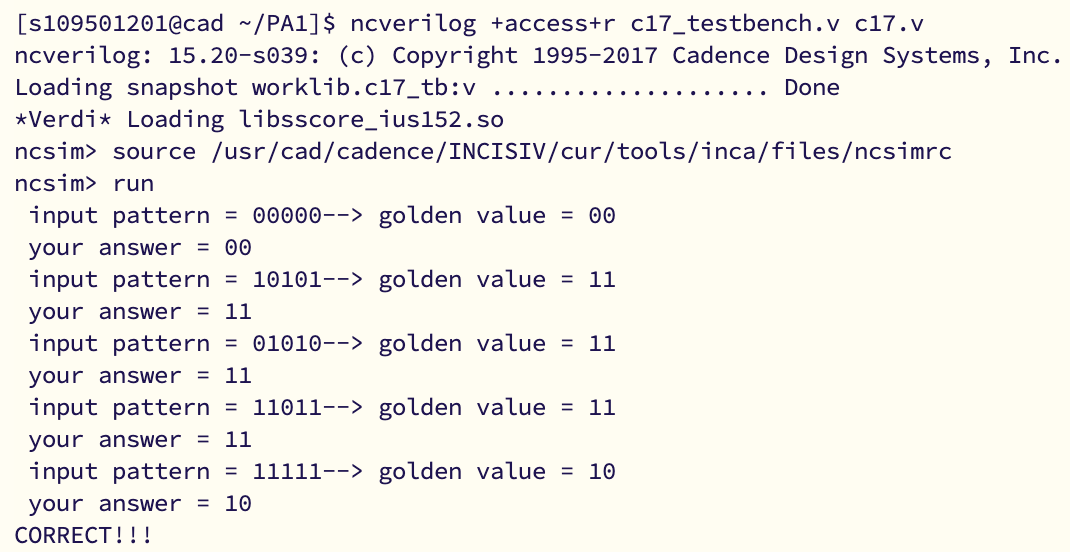 [s109501201@cad ~/PA1]$ ncverilog +access+r c17_testbench.v c17.v
ncverilog: 15.20-s039: (c) Copyright 1995-2017 Cadence Design Systems, Inc.
Loading snapshot worklib.c17_tb:v .................... Done
*Verdi* Loading libsscore_ius152.so
ncsim> source /usr/cad/cadence/INCISIV/cur/tools/inca/files/ncsimrc
ncsim> run
 input pattern = 00000--> golden value = 00
 your answer = 00
 input pattern = 10101--> golden value = 11
 your answer = 11
 input pattern = 01010--> golden value = 11
 your answer = 11
 input pattern = 11011--> golden value = 11
 your answer = 11
 input pattern = 11111--> golden value = 10
 your answer = 10
CORRECT!!!